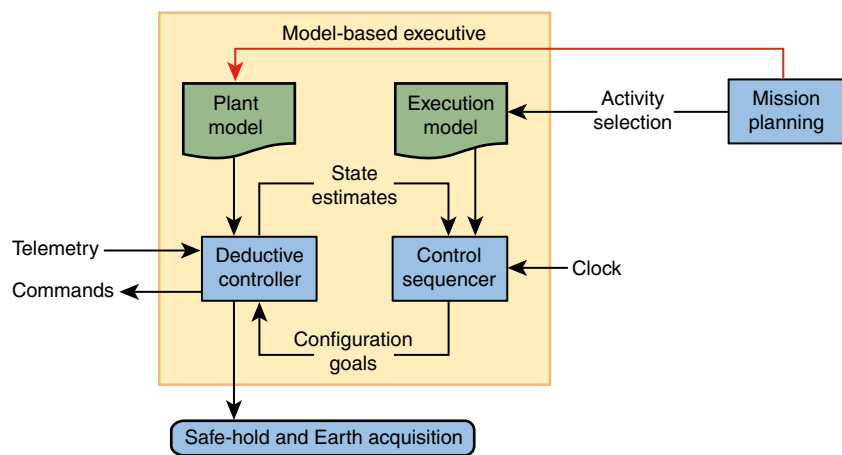 Model-based executive
Plant
model
Execution
model
Activity
selection
Mission
planning
State
estimates
Telemetry
Deductive
controller
Control
sequencer
Clock
Commands
Configuration
goals
Safe-hold and Earth acquisition